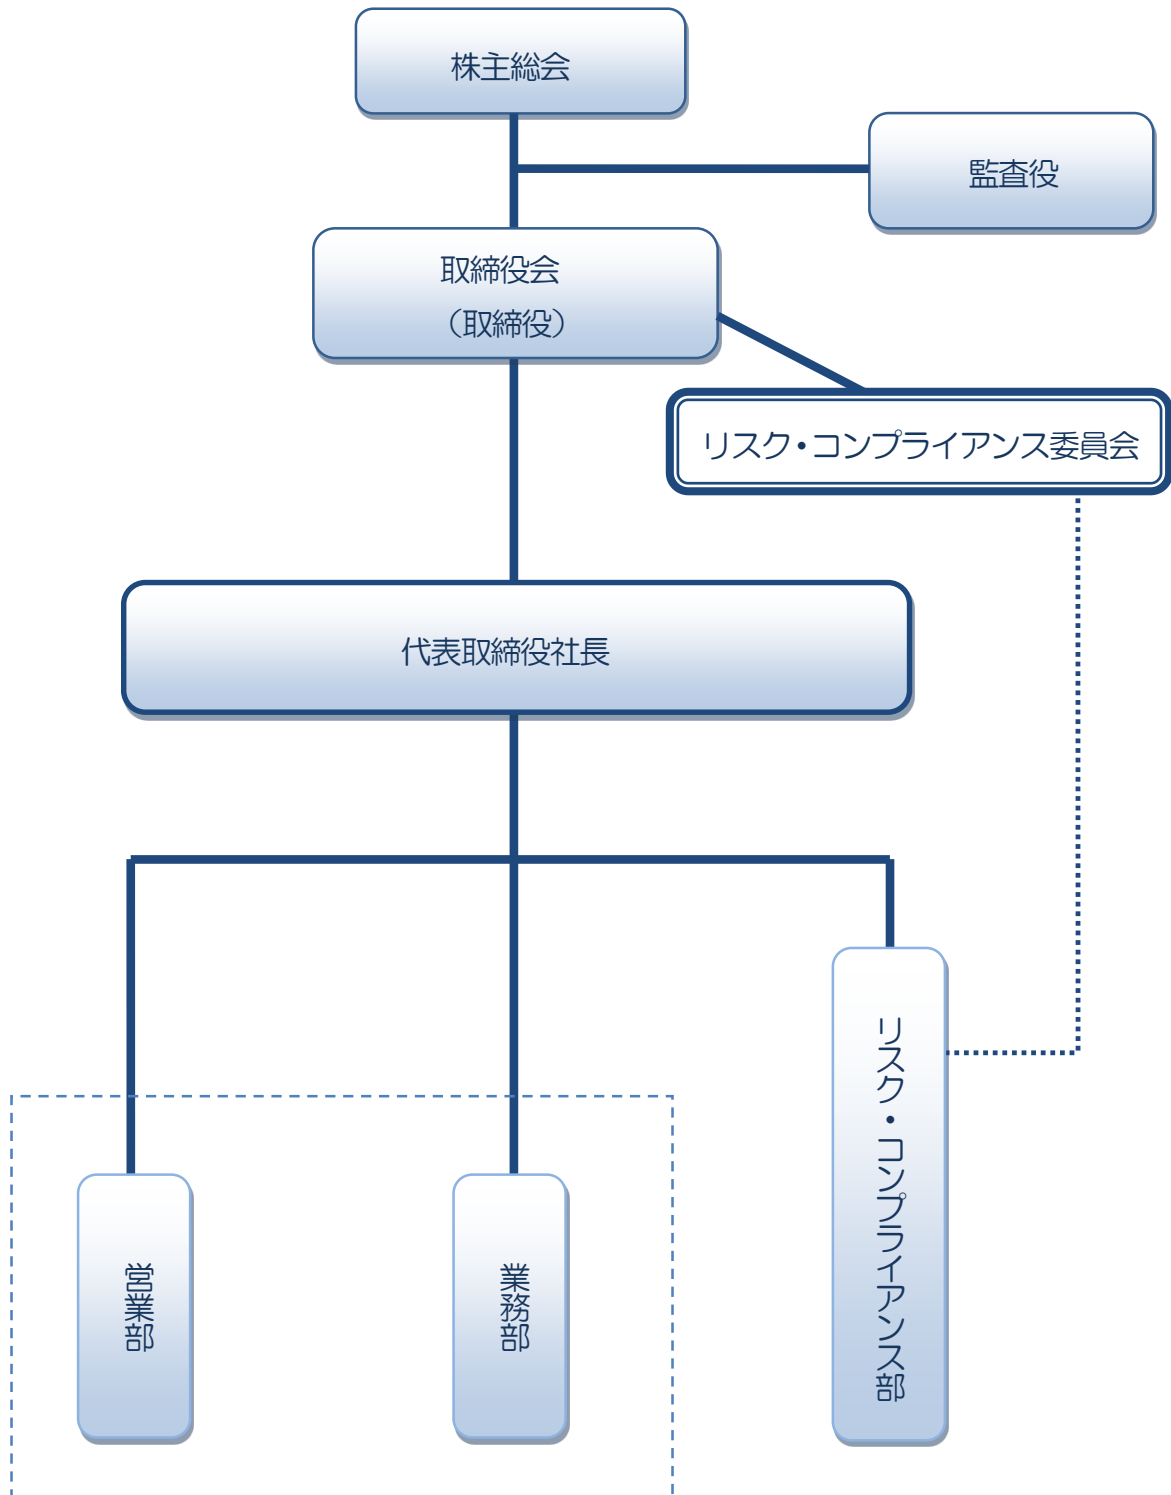 株主総会
監査役
取締役会
（取締役）
リスク・コンプライアンス委員会
代表取締役社長
営業部
業務部
リスク・コンプライアンス部